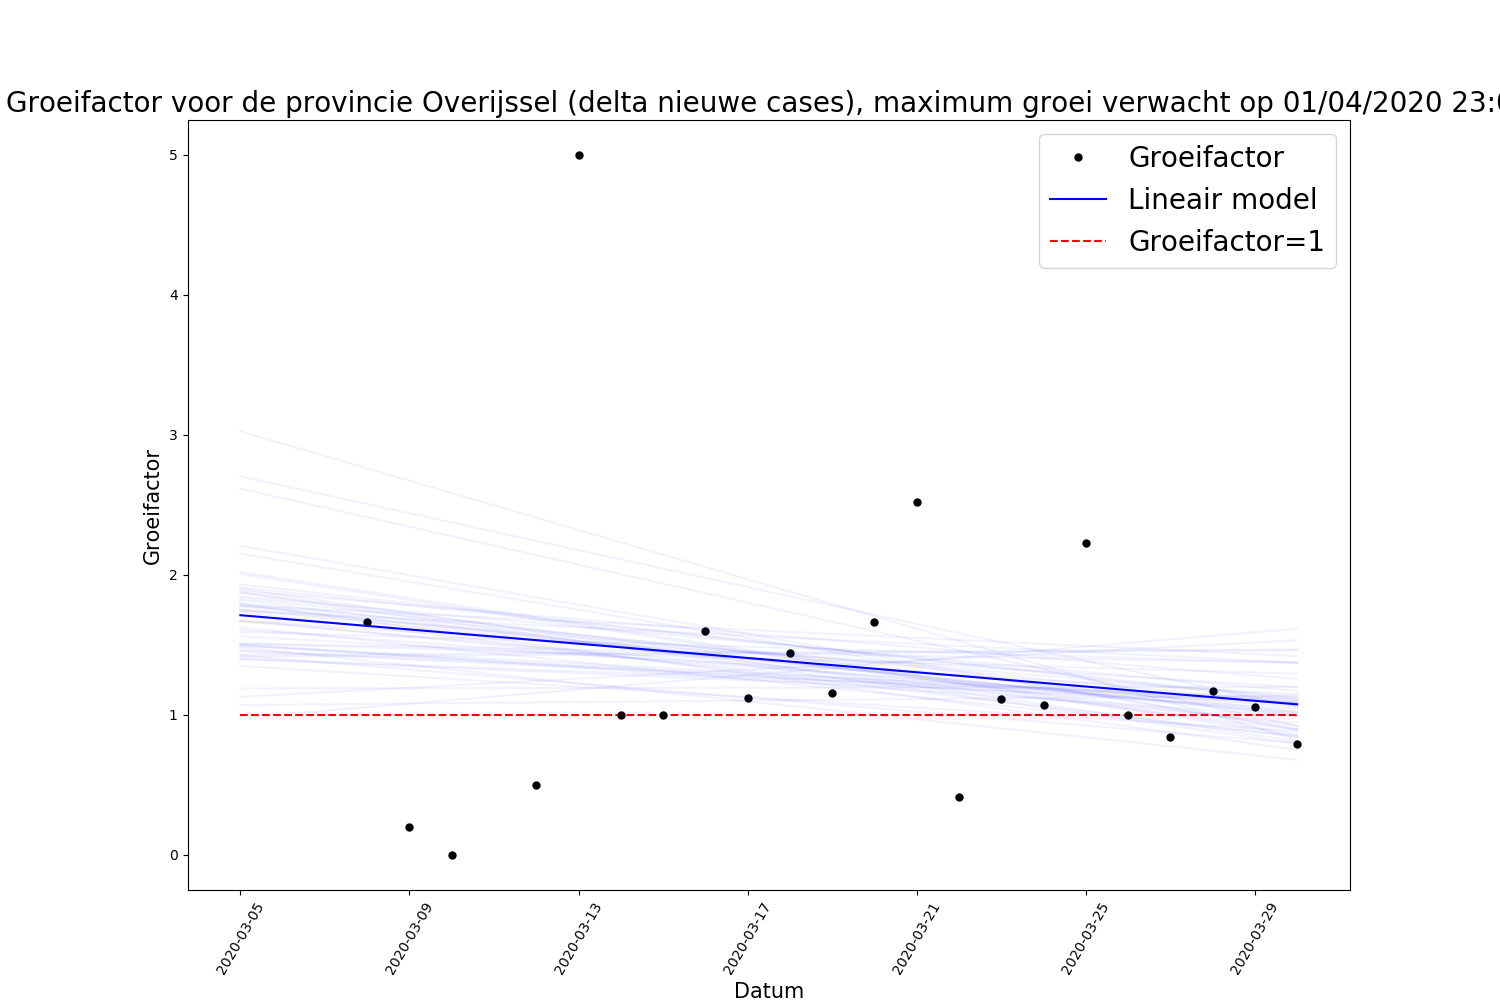 Groeifactor voor de provincie Overijssel (delta nieuwe cases), maximum groei verwacht op 01/04/2020
Groeifactor
Lineair model
Groeifactor=1
5
4
3
2
1
0
Groeifactor
2020-03-05
2020-03-09
2020-03-13
2020-03-17
2020-03-21
2020-03-25
2020-03-29
Datum